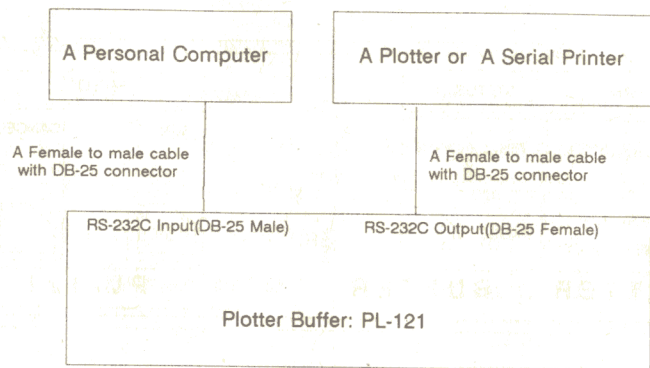 A Personal Computer
A Plotter or A Serial Printer
A Female to male cable
with DB-25 connector
A Female to male cable
with DB-25 connector
RS-232C Input(DB-25 Male)
RS-232C Output(DB-25 Female)
Plotter Buffer: PL-121